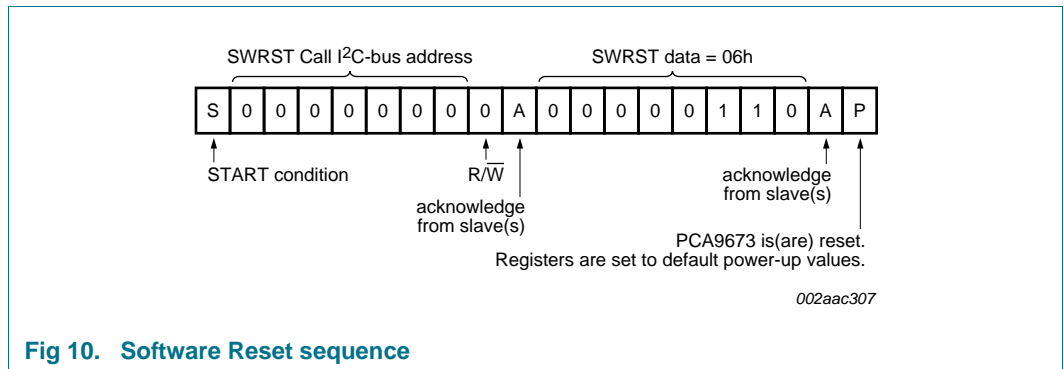 SWRST Call I2C-bus address
SWRST data = 06h
S 0 0 0 0 0 0 0 0 A 0 0 0 0 0 1 1 0 A P
START condition
R/W̅
acknowledge
from slave(s)
acknowledge
from slave(s)
PCA9673 is(are) reset.
Registers are set to default power-up values.
002aac307
Fig 10. Software Reset sequence